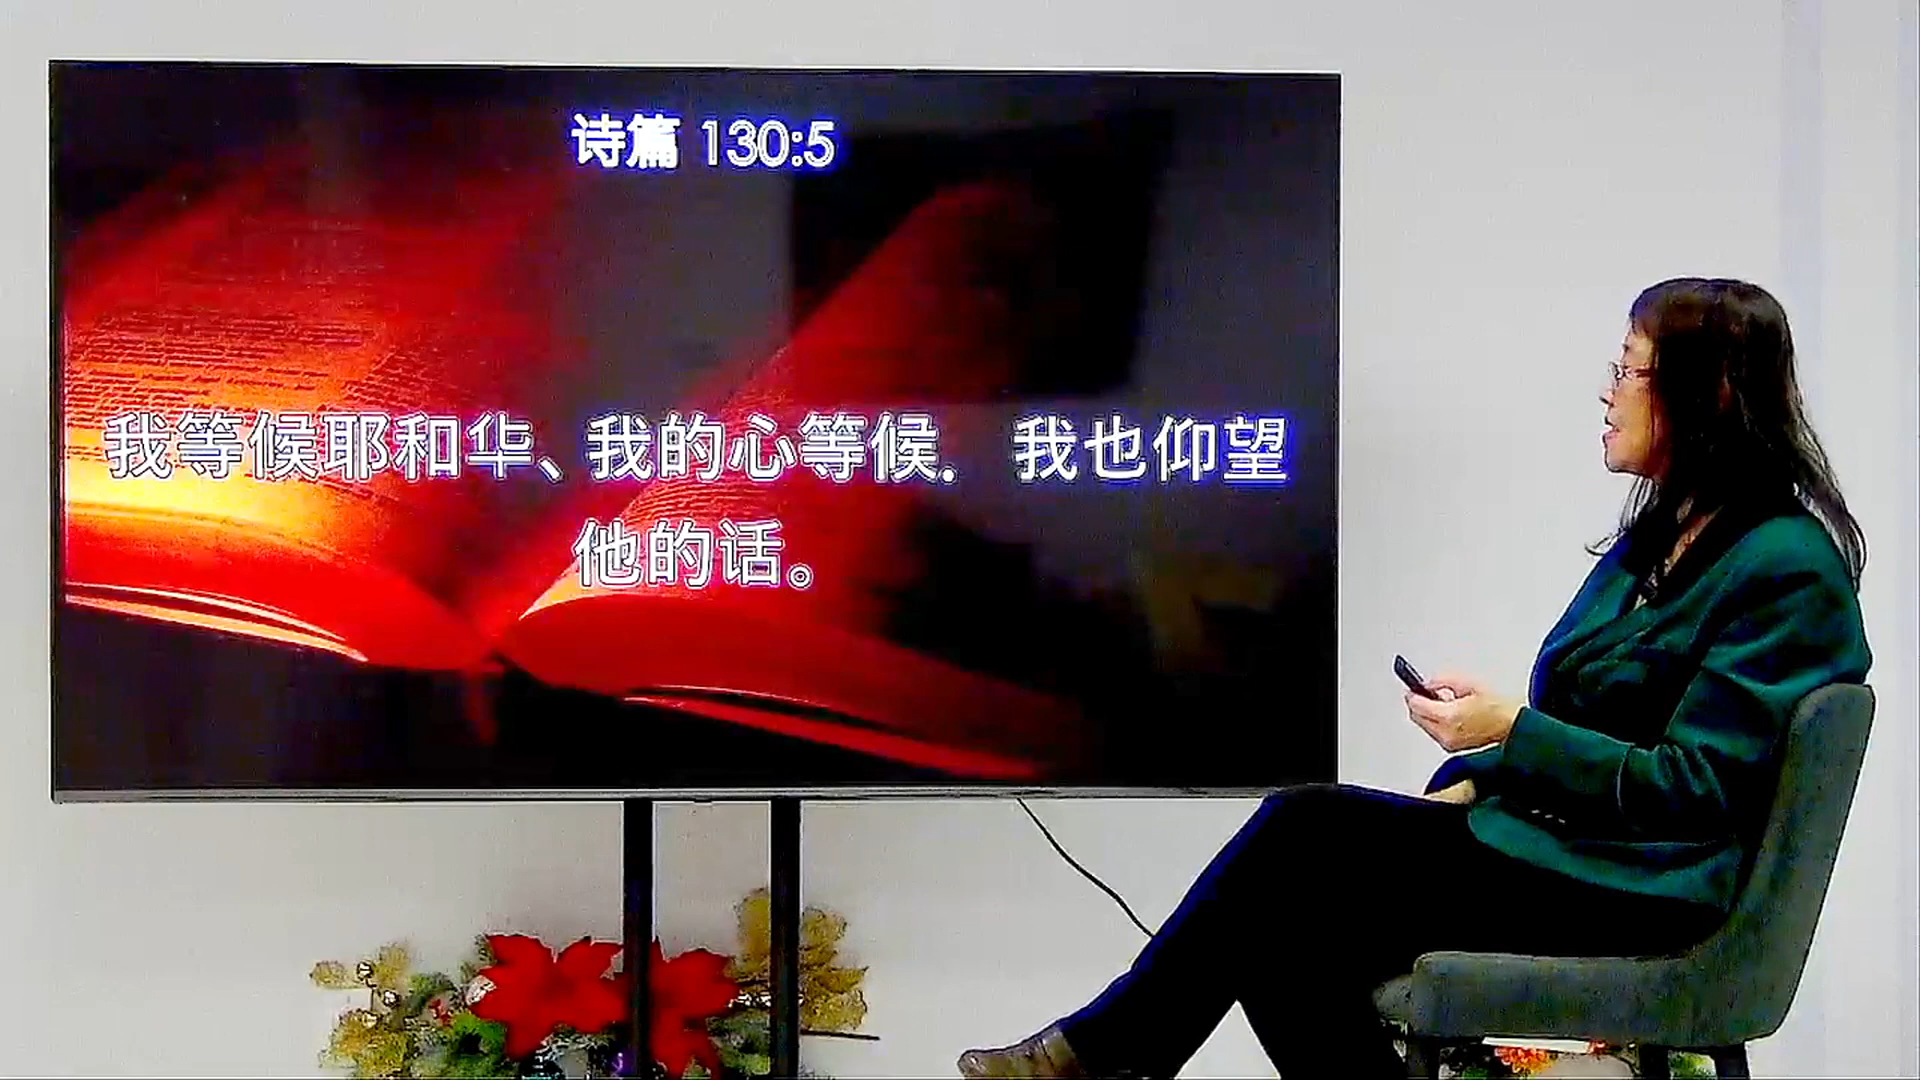 诗篇 130:5
我等候耶和华、我的心等候． 我也仰望
他的话。